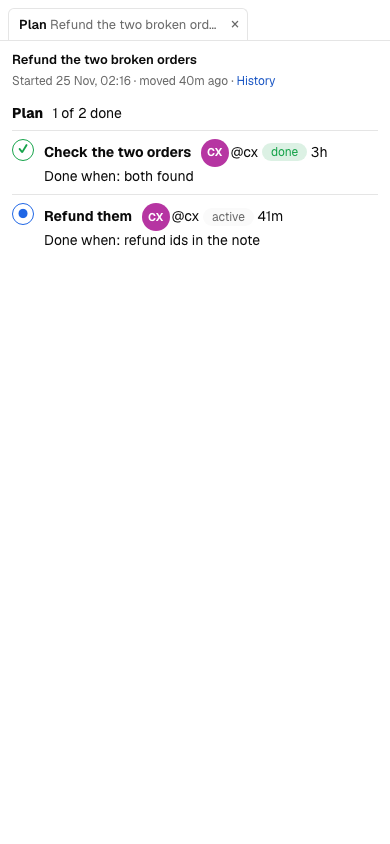 Plan Refund the two broken ord… ×
Refund the two broken orders
Started 25 Nov, 02:16 · moved 40m ago · History
Plan 1 of 2 done
Check the two orders CX @cx done 3h
Done when: both found
Refund them CX @cx active 41m
Done when: refund ids in the note